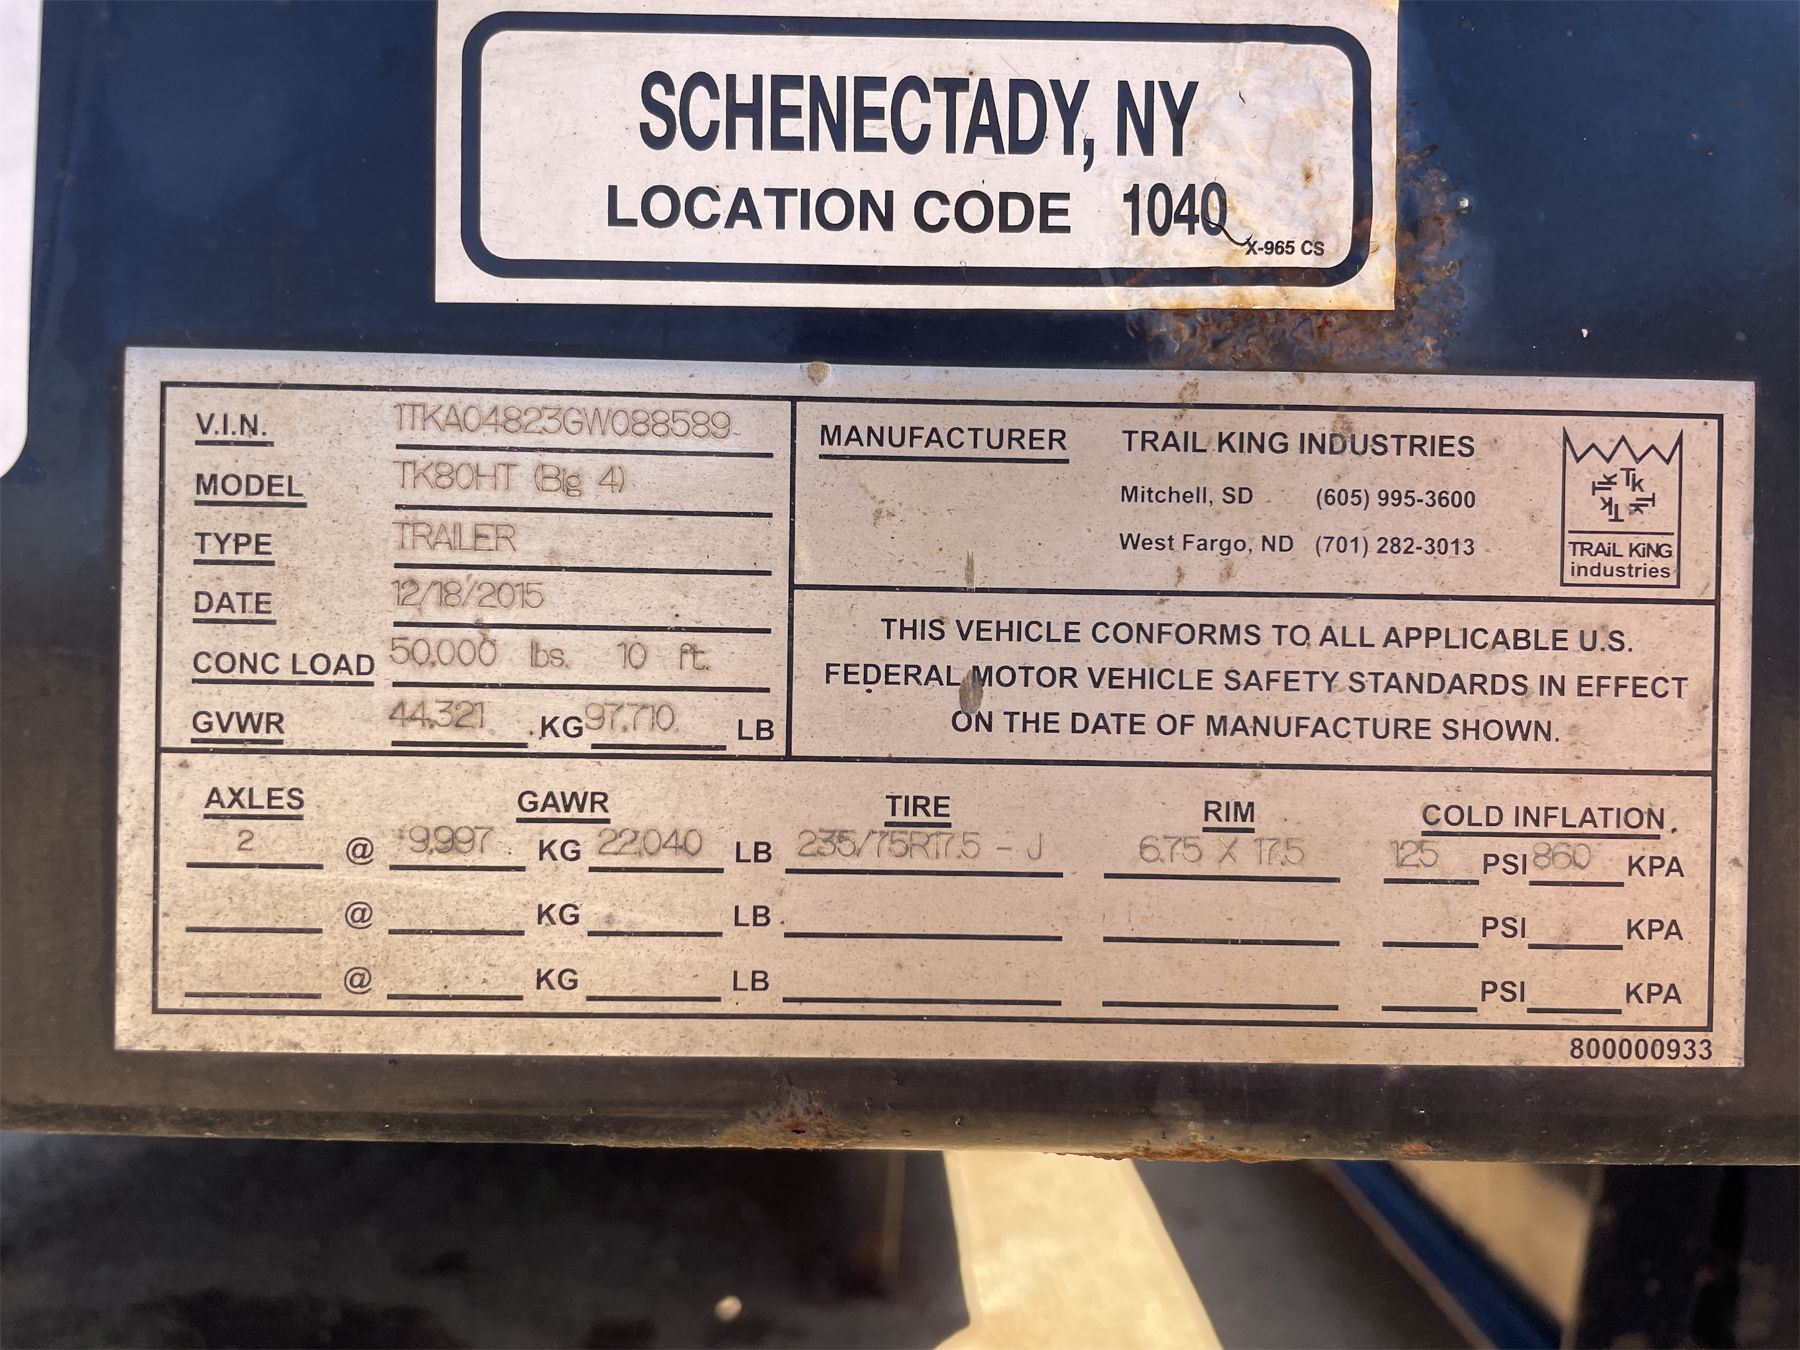 SCHENECTADY, NY
LOCATION CODE 1040
X-965 CS
V.I.N. 1TKA04823GW088589
MODEL TK80HT (Big 4)
TYPE TRAILER
DATE 12/18/2015
CONC LOAD 50,000 lbs. 10 ft.
GVWR 44,321 KG 97,710 LB
MANUFACTURER TRAIL KING INDUSTRIES
Mitchell, SD (605) 995-3600
West Fargo, ND (701) 282-3013
TK TK TK TK
TRAiL KiNG
industries
THIS VEHICLE CONFORMS TO ALL APPLICABLE U.S.
FEDERAL MOTOR VEHICLE SAFETY STANDARDS IN EFFECT
ON THE DATE OF MANUFACTURE SHOWN.
AXLES GAWR TIRE RIM COLD INFLATION
2 @ 9,997 KG 22,040 LB 235/75R17.5 - J 6.75 X 17.5 125 PSI 860 KPA
@ KG LB PSI KPA
@ KG LB PSI KPA
800000933